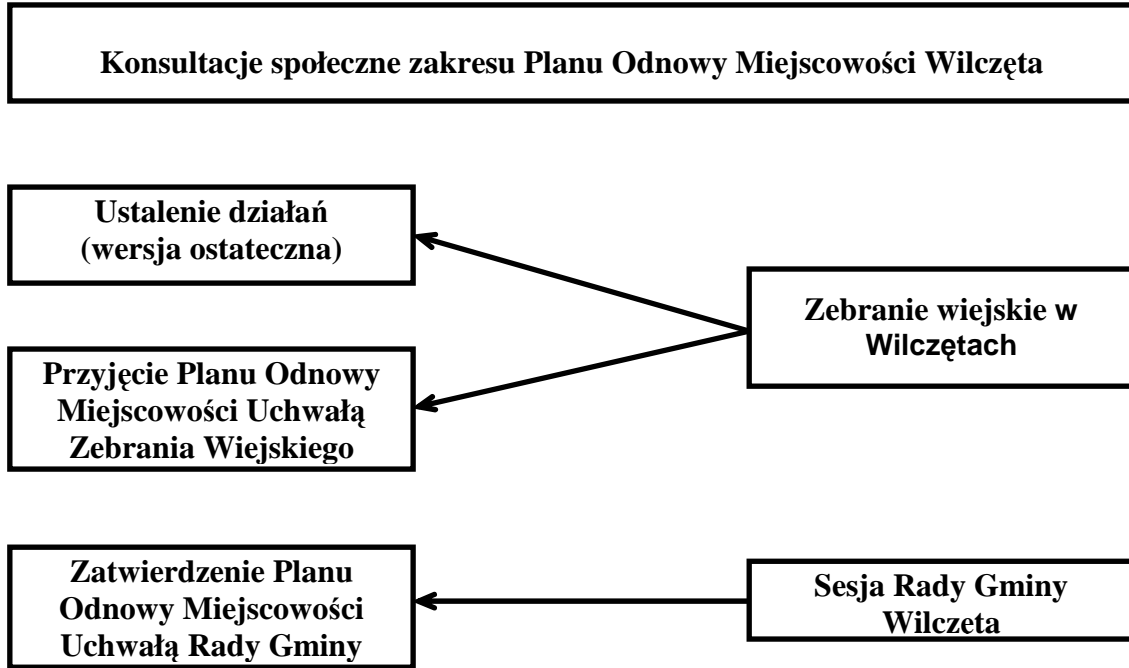 Konsultacje społeczne zakresu Planu Odnowy Miejscowości Wilczęta
Ustalenie działań
(wersja ostateczna)
Zebranie wiejskie w
Wilczętach
Przyjęcie Planu Odnowy
Miejscowości Uchwałą
Zebrania Wiejskiego
Zatwierdzenie Planu
Odnowy Miejscowości
Uchwałą Rady Gminy
Sesja Rady Gminy
Wilczeta